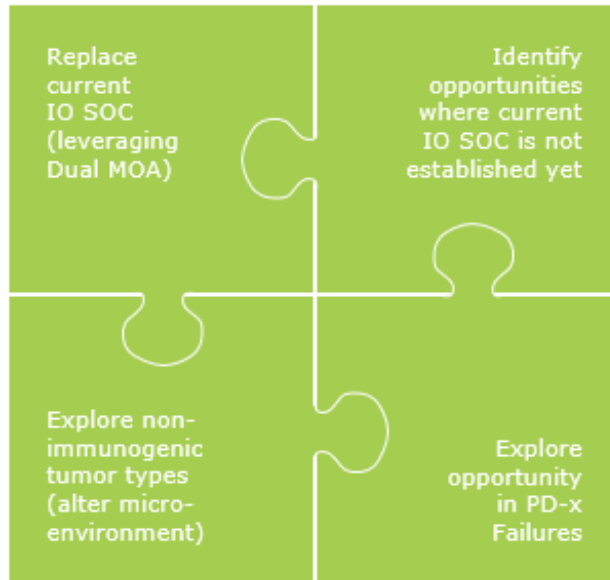 Replace
current
IO SOC
(leveraging
Dual MOA)
Identify
opportunities
where current
IO SOC is not
established yet
Explore non-
immunogenic
tumor types
(alter micro-
environment)
Explore
opportunity
in PD-x
Failures